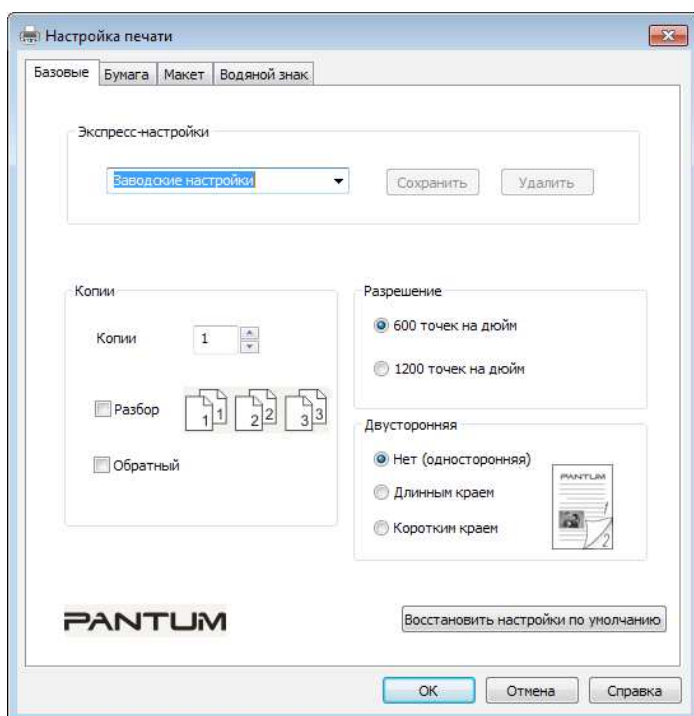 Настройка печати
Базовые Бумага Макет Водяной знак
Экспресс-настройки
Заводские настройки Сохранить Удалить
Копии
Копии 1
Разбор 1 1 2 2 3 3
Обратный
Разрешение
600 точек на дюйм
1200 точек на дюйм
Двусторонняя
Нет (односторонняя)
Длинным краем
Коротким краем
PANTUM
1
2
PANTUM
Восстановить настройки по умолчанию
ОК Отмена Справка